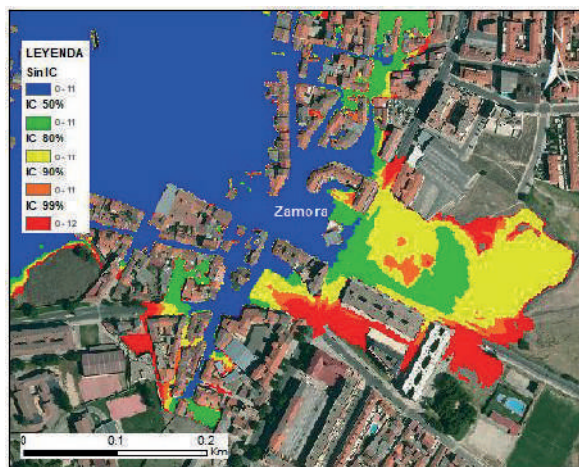 LEYENDA
Sin IC
0 - 11
IC 50%
0 - 11
IC 80%
0 - 11
IC 90%
0 - 11
IC 99%
0 - 12
N
Zamora
0 0.1 0.2
Km